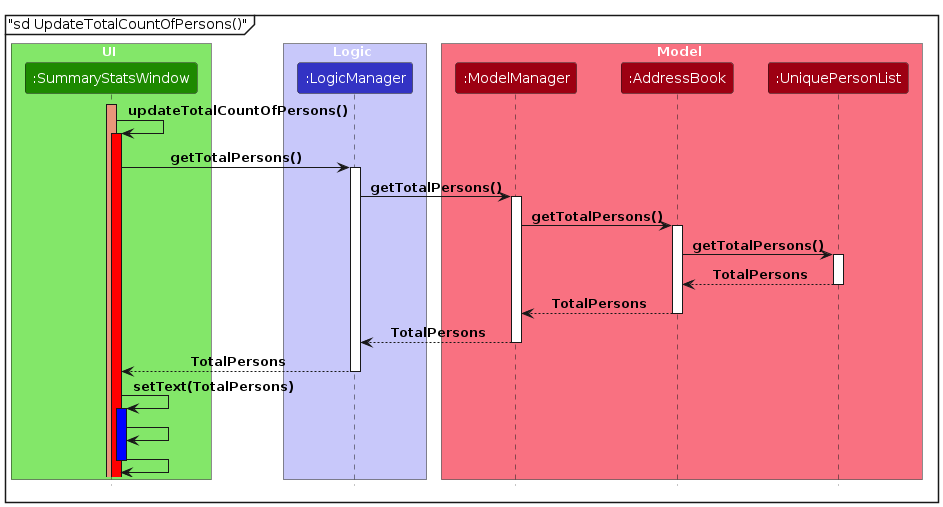 "sd UpdateTotalCountOfPersons()"
UI
Logic
Model
:SummaryStatsWindow
:LogicManager
:ModelManager
:AddressBook
:UniquePersonList
updateTotalCountOfPersons()
getTotalPersons()
getTotalPersons()
getTotalPersons()
getTotalPersons()
TotalPersons
TotalPersons
TotalPersons
TotalPersons
setText(TotalPersons)